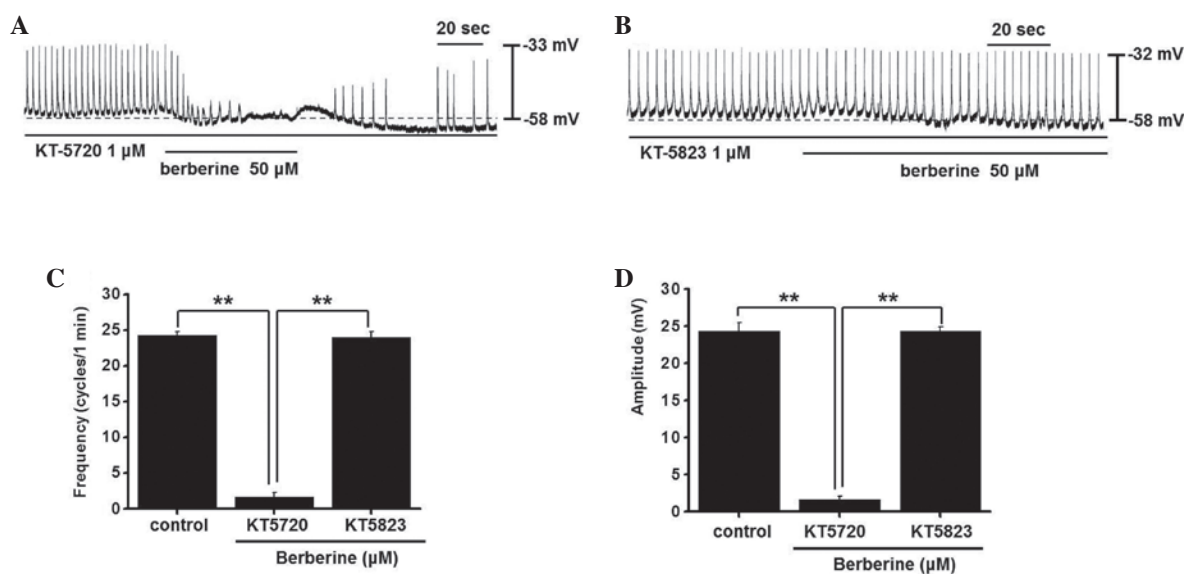 A
20 sec
-33 mV
-58 mV
KT-5720 1 µM
berberine 50 µM
B
20 sec
-32 mV
-58 mV
KT-5823 1 µM
berberine 50 µM
C
Frequency (cycles/1 min)
30
25
20
15
10
5
0
**
**
control
KT5720
KT5823
Berberine (µM)
D
Amplitude (mV)
30
25
20
15
10
5
0
**
**
control
KT5720
KT5823
Berberine (µM)